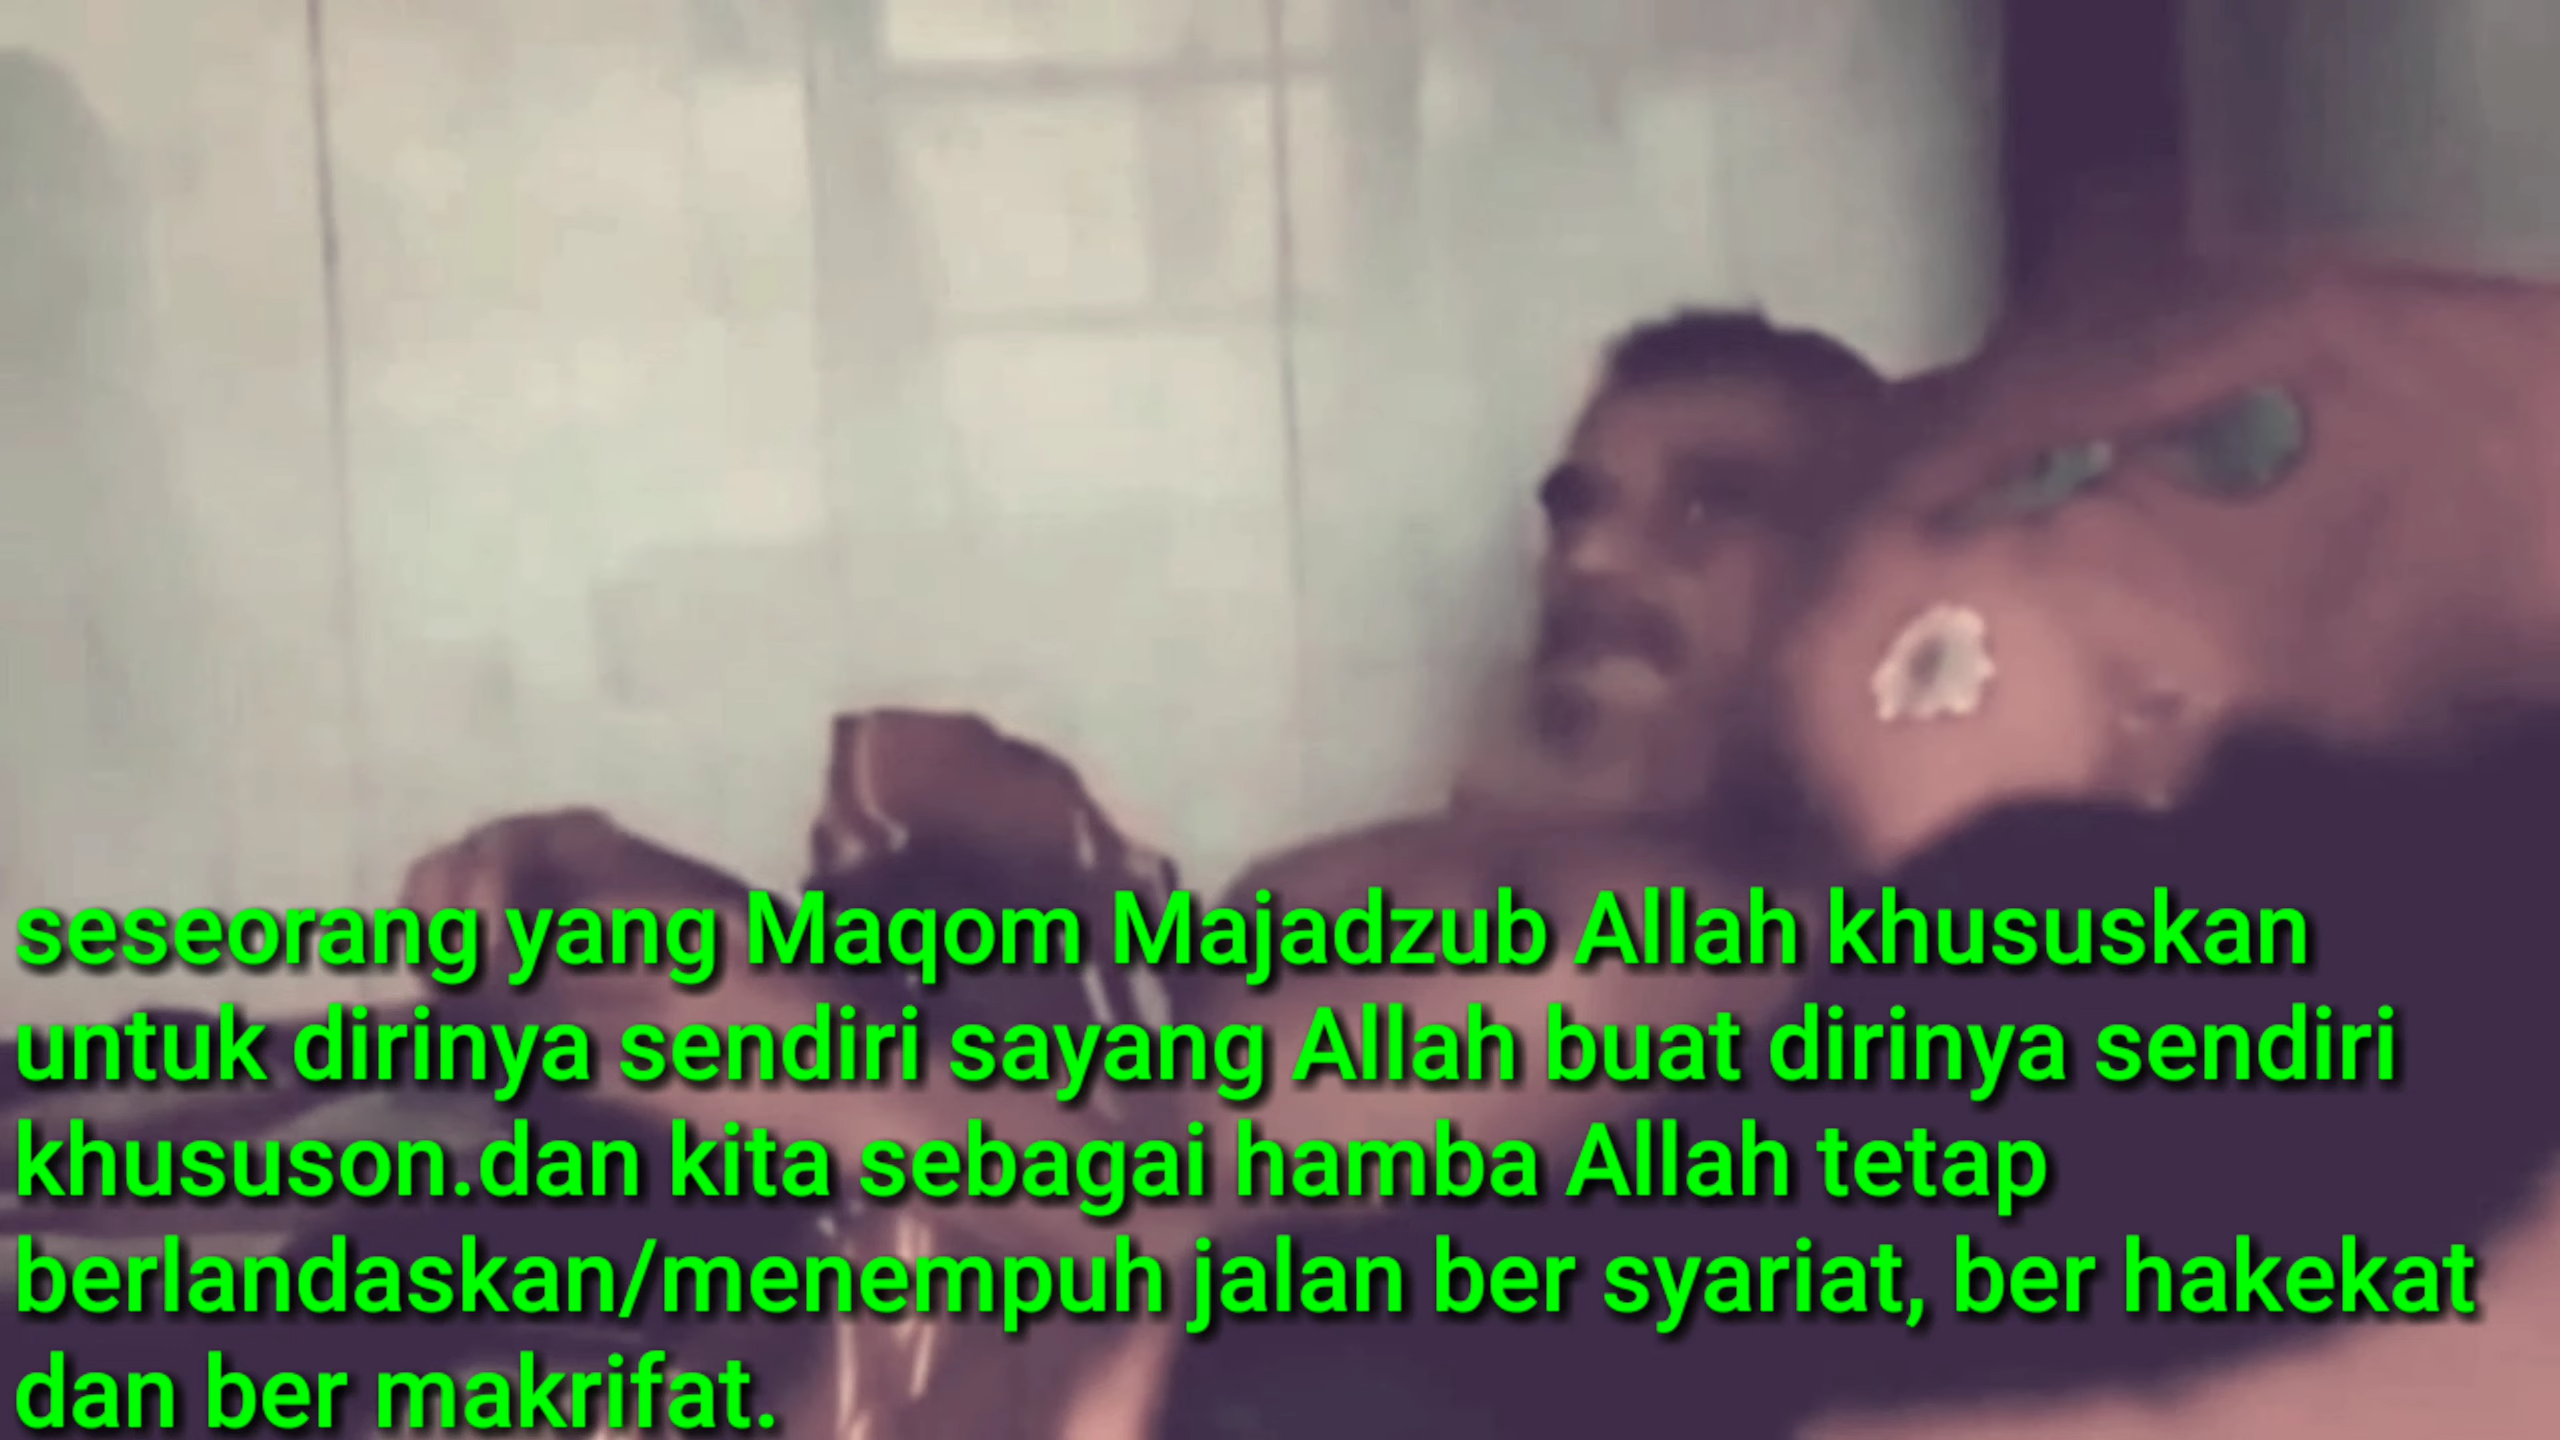 seseorang yang Maqom Majadzub Allah khususkan
untuk dirinya sendiri sayang Allah buat dirinya sendiri
khususon.dan kita sebagai hamba Allah tetap
berlandaskan/menempuh jalan ber syariat, ber hakekat
dan ber makrifat.